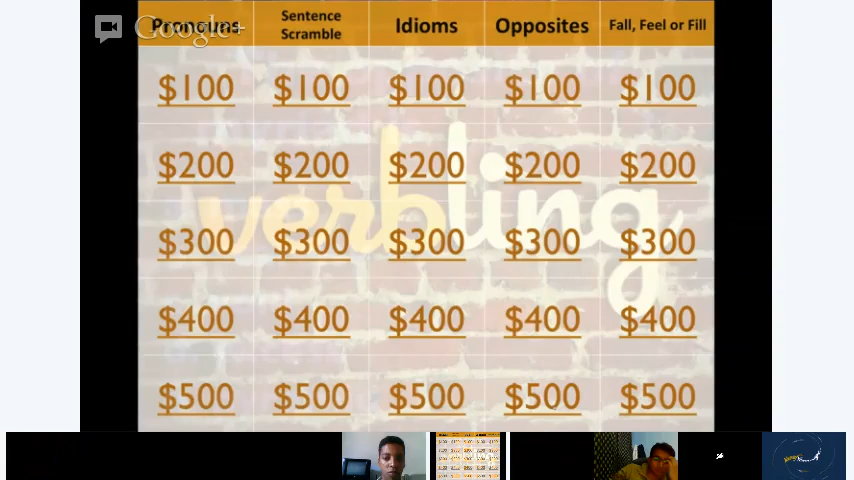 Google+
Pronouns
Sentence
Scramble
Idioms
Opposites
Fall, Feel or Fill
$100 $100 $100 $100 $100
$200 $200 $200 $200 $200
verbling
$300 $300 $300 $300 $300
$400 $400 $400 $400 $400
$500 $500 $500 $500 $500